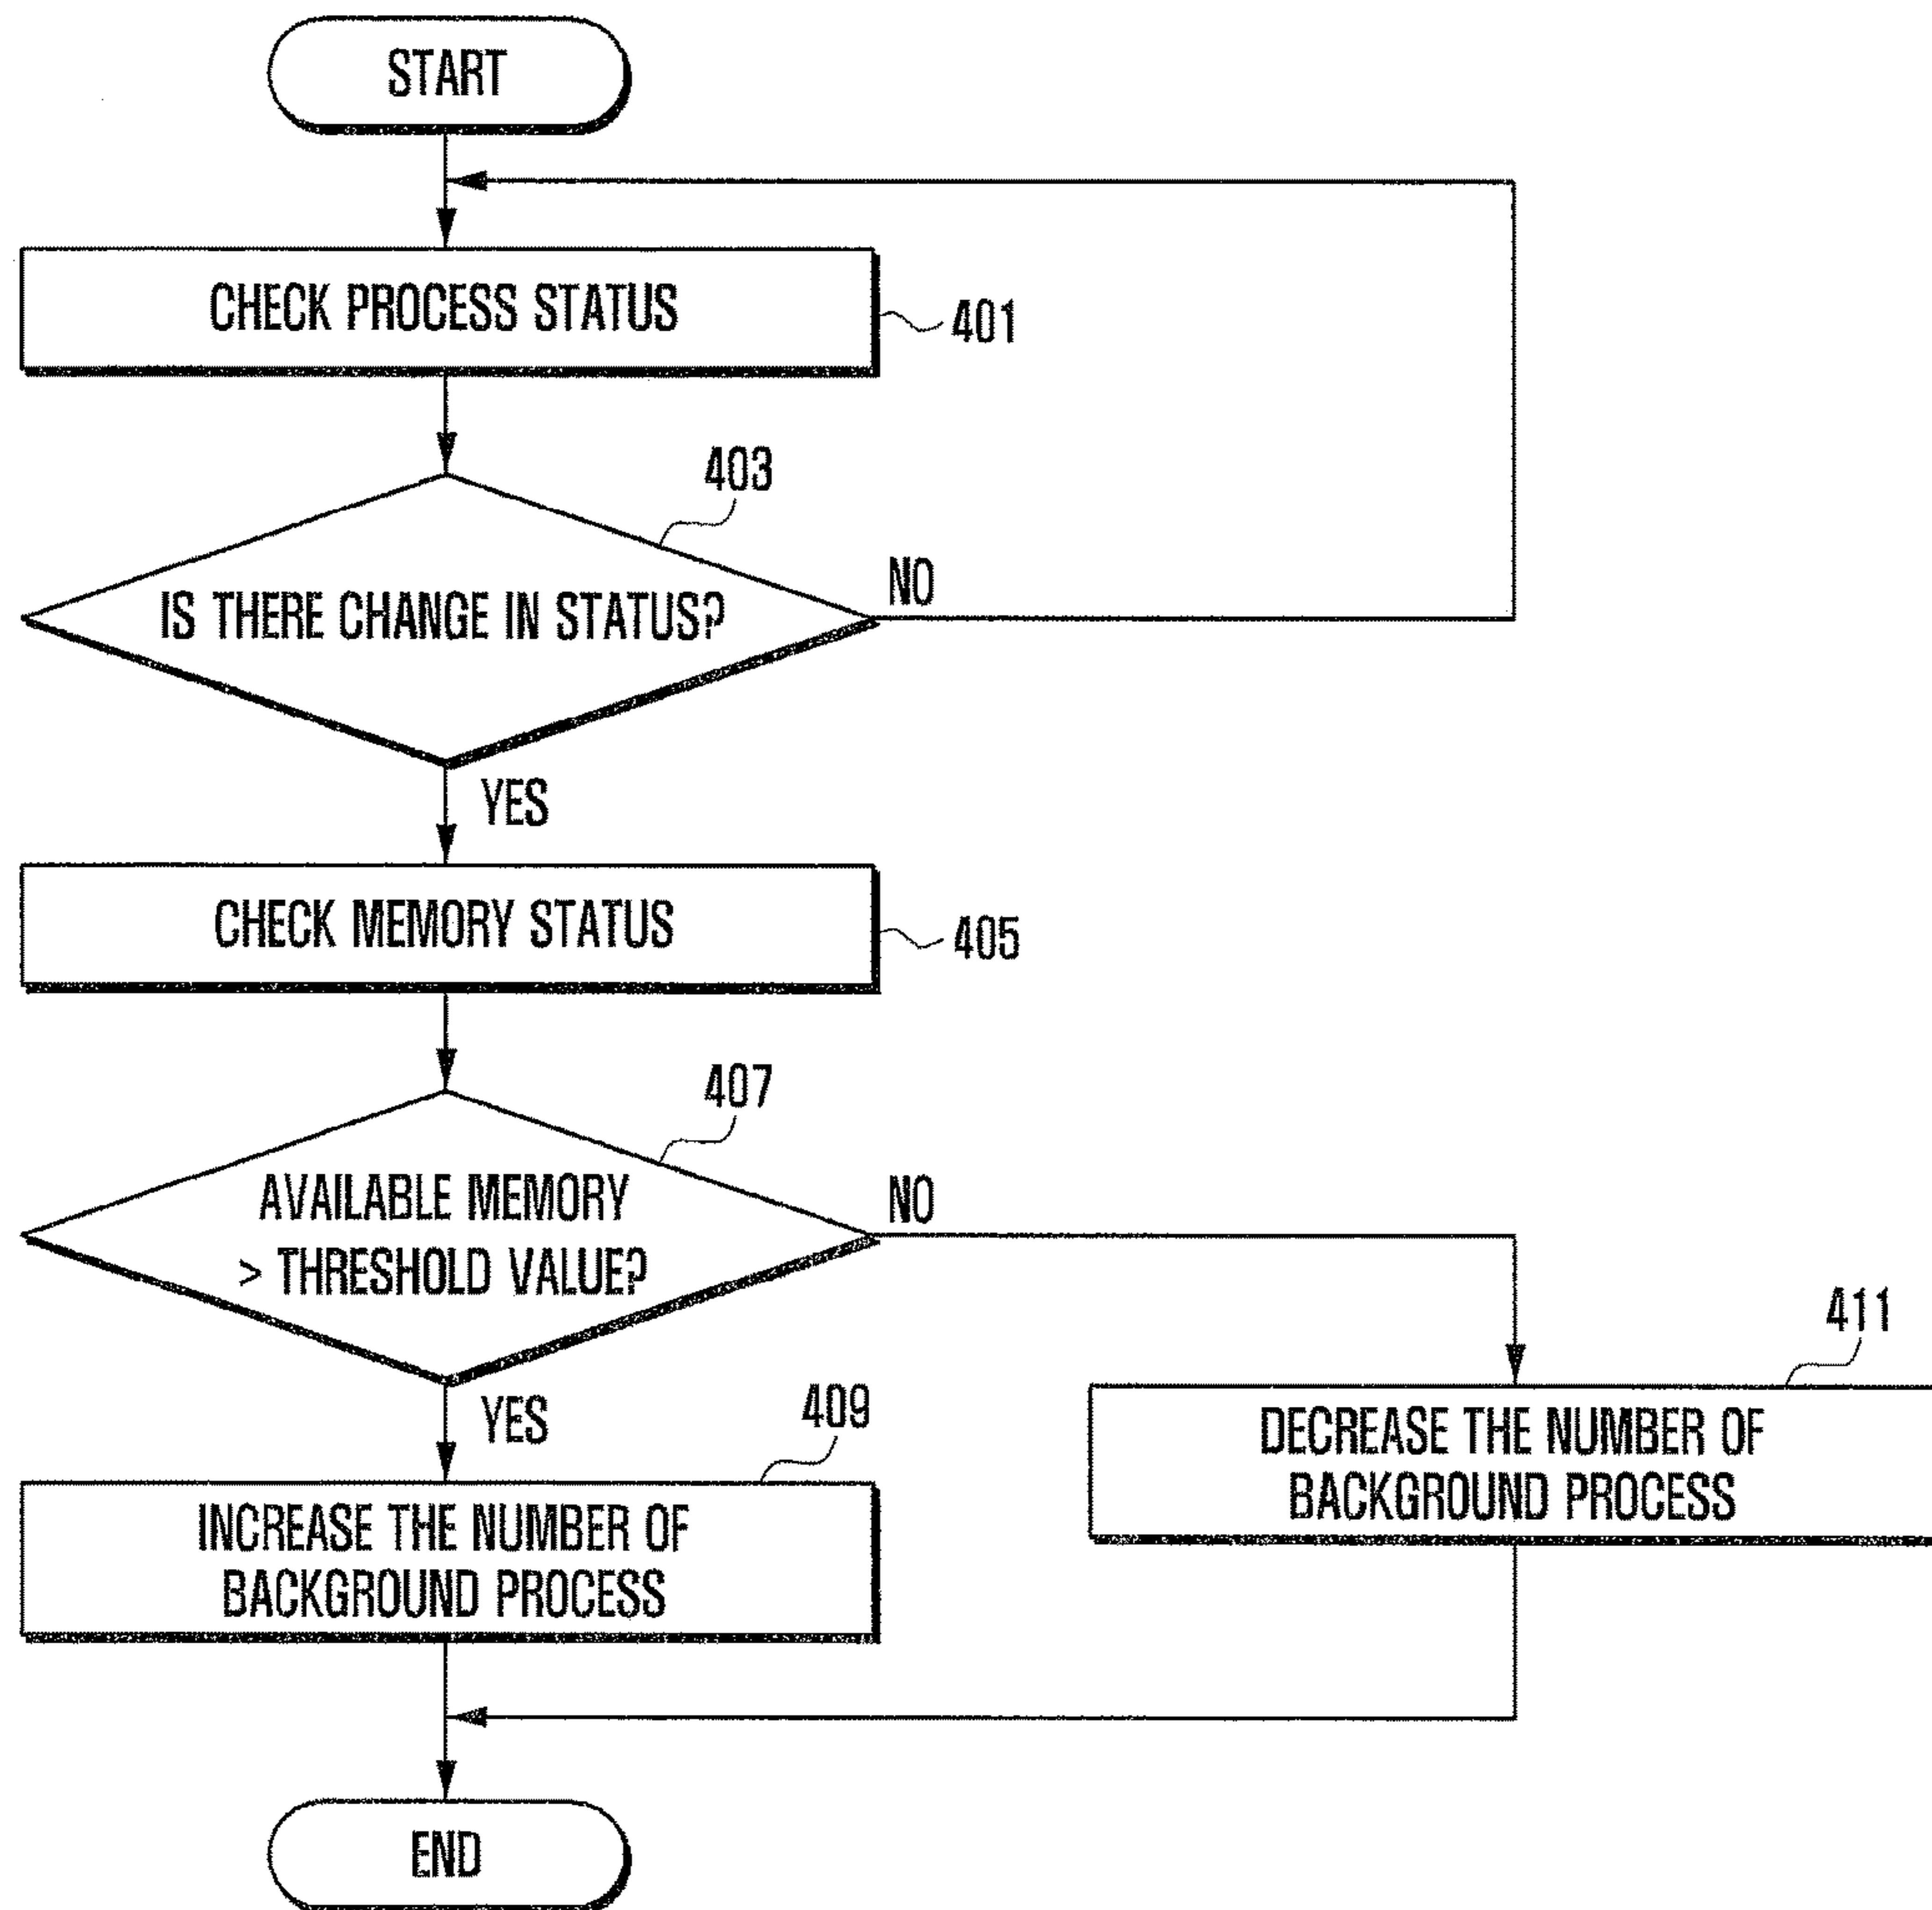 START
CHECK PROCESS STATUS
401
403
IS THERE CHANGE IN STATUS?
NO
YES
CHECK MEMORY STATUS
405
407
AVAILABLE MEMORY
> THRESHOLD VALUE?
NO
YES
409
INCREASE THE NUMBER OF
BACKGROUND PROCESS
411
DECREASE THE NUMBER OF
BACKGROUND PROCESS
END